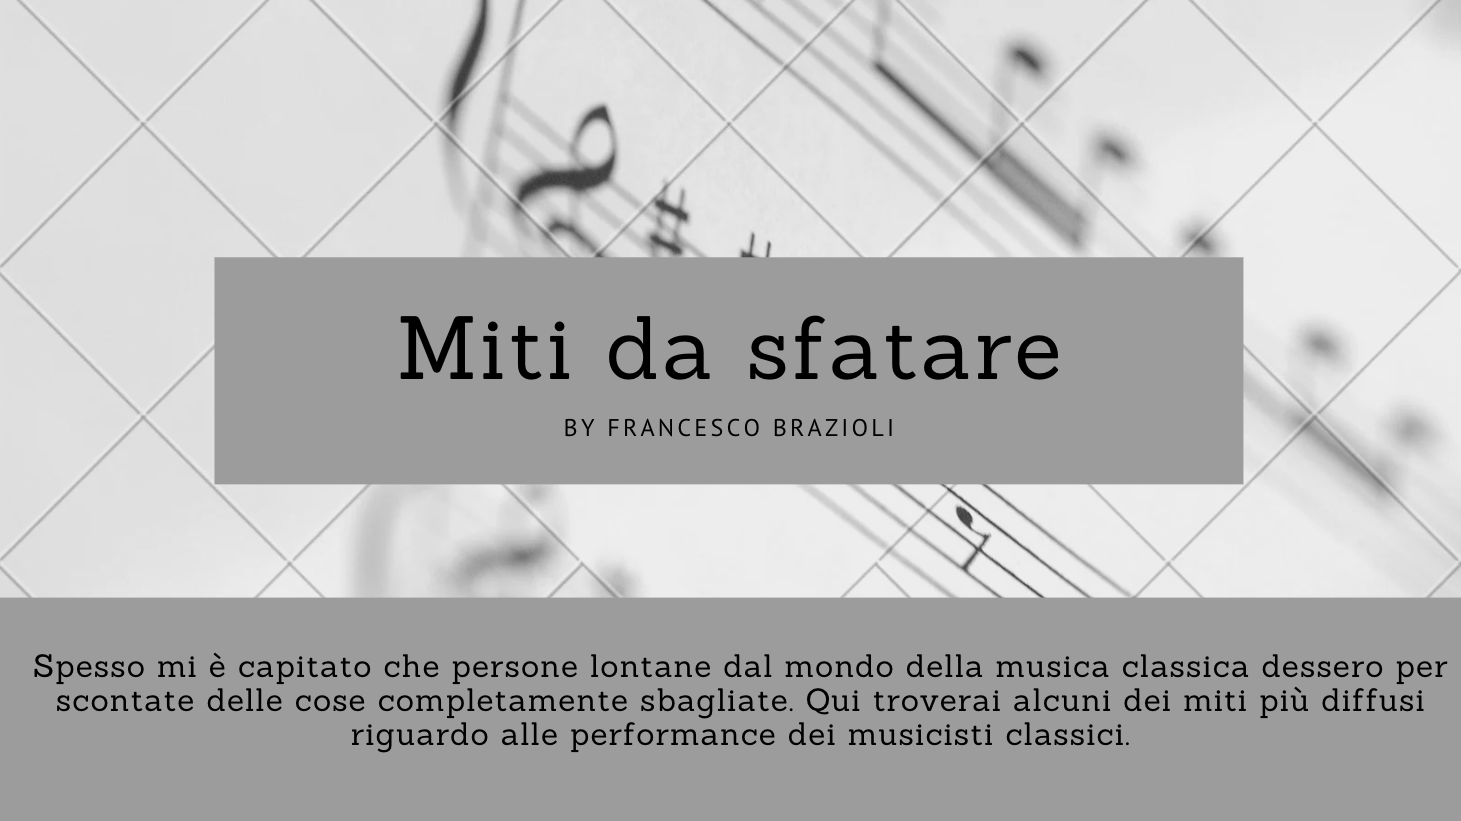 Miti da sfatare
BY FRANCESCO BRAZIOLI
Spesso mi è capitato che persone lontane dal mondo della musica classica dessero per
scontate delle cose completamente sbagliate. Qui troverai alcuni dei miti più diffusi
riguardo alle performance dei musicisti classici.